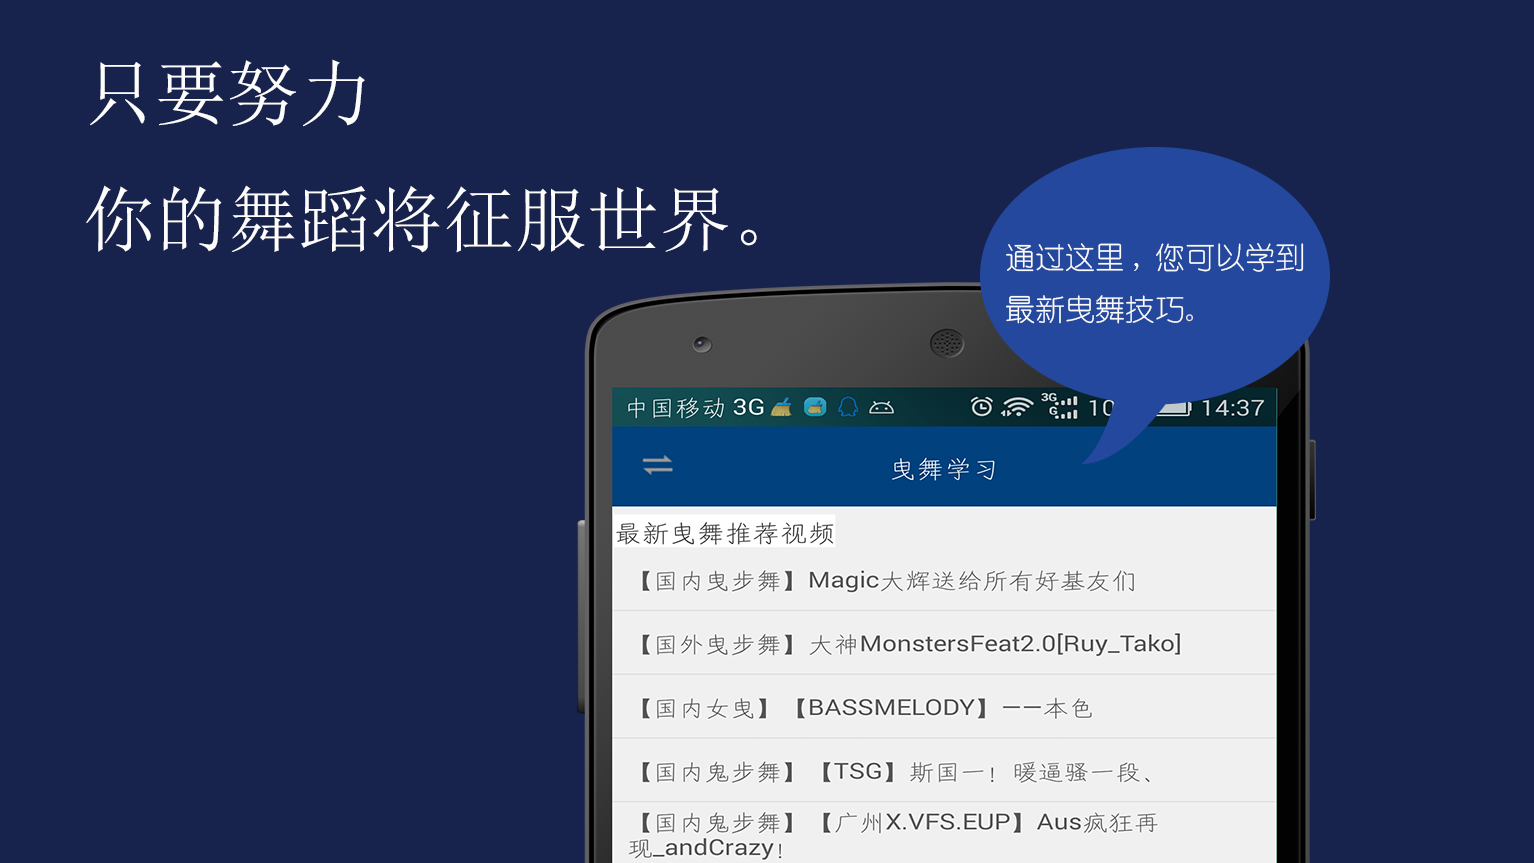 只要努力
你的舞蹈将征服世界。
通过这里，您可以学到
最新曳舞技巧。
中国移动 3G 3G G 10 14:37
曳舞学习
最新曳舞推荐视频
【国内曳步舞】Magic大辉送给所有好基友们
【国外曳步舞】大神MonstersFeat2.0[Ruy_Tako]
【国内女曳】【BASSMELODY】——本色
【国内鬼步舞】【TSG】斯国一！暖逼骚一段、
【国内鬼步舞】【广州X.VFS.EUP】Aus疯狂再
现_andCrazy！